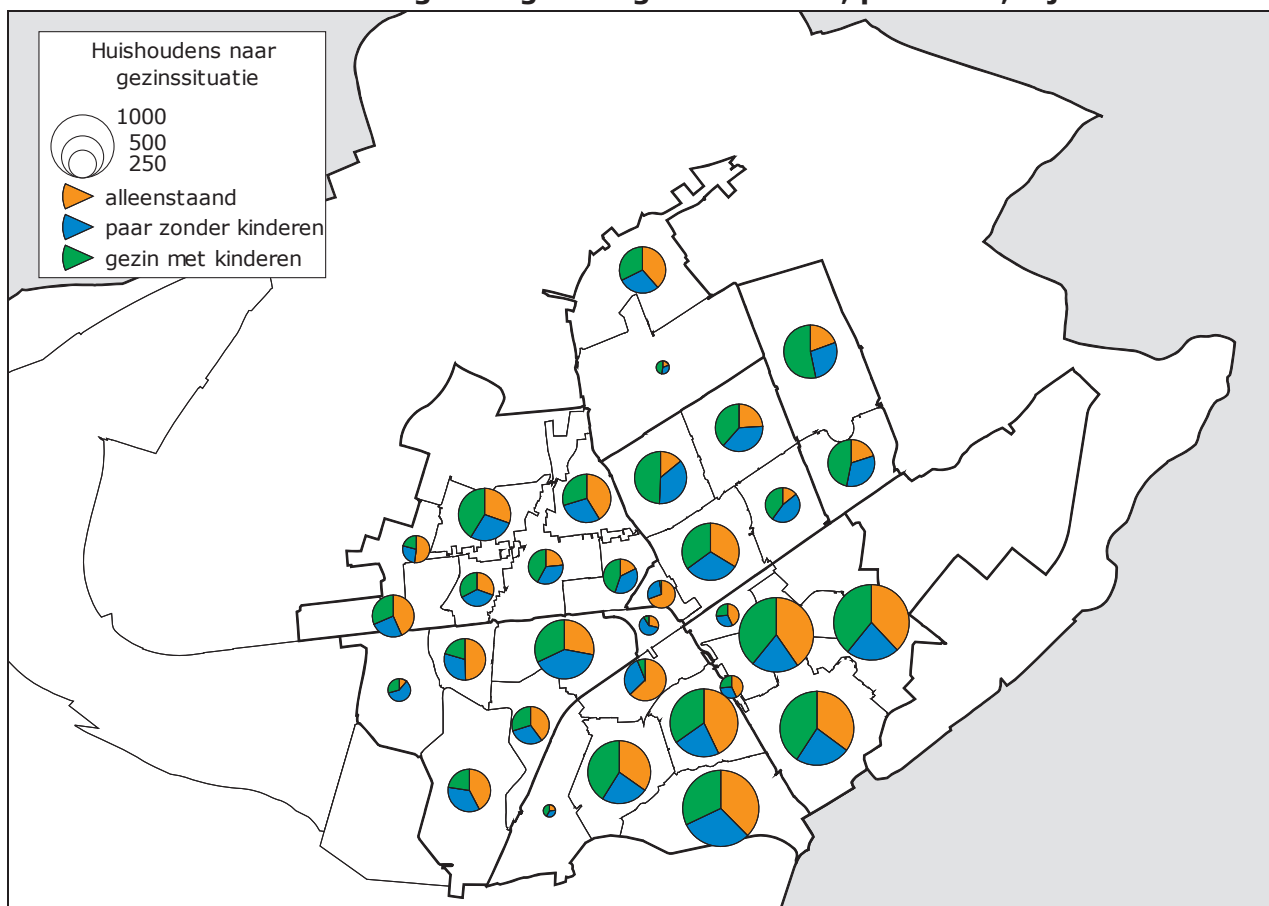 Huishoudens naar
gezinssituatie
1000
500
250
alleenstaand
paar zonder kinderen
gezin met kinderen